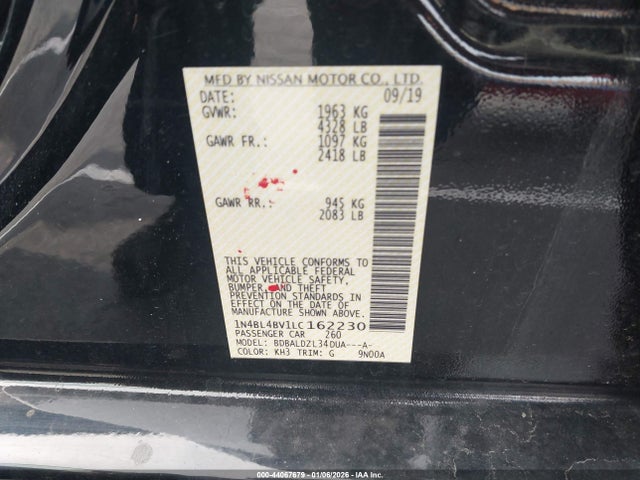 MFD BY NISSAN MOTOR CO., LTD.
DATE: 09/19
GVWR: 1963 KG
4328 LB
GAWR FR.: 1097 KG
2418 LB
GAWR RR.: 945 KG
2083 LB
THIS VEHICLE CONFORMS TO
ALL APPLICABLE FEDERAL
MOTOR VEHICLE SAFETY,
BUMPER, AND THEFT
PREVENTION STANDARDS IN
EFFECT ON THE DATE OF
MANUFACTURE SHOWN ABOVE.
1N4BL4BV1LC162230
PASSENGER CAR 260
MODEL: BDBALDZL34DUA---A-
COLOR: KH3 TRIM: G 9N00A
000-44067679 - 01/06/2026 - IAA Inc.